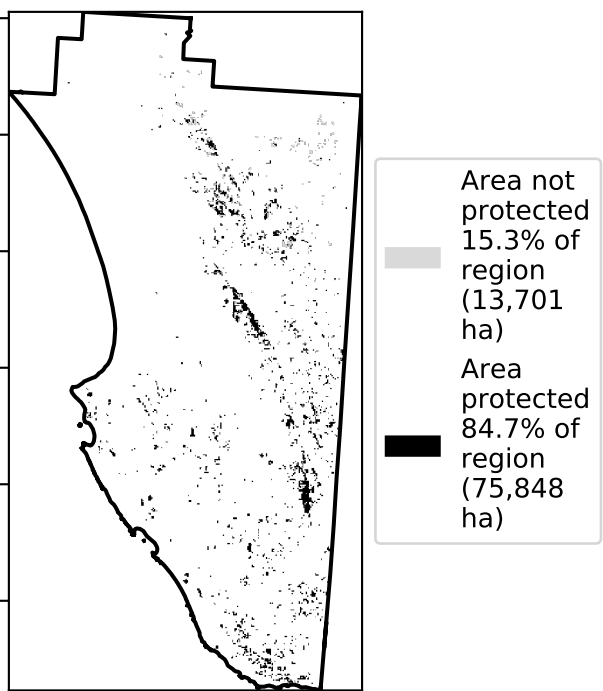 Area not
protected
15.3% of
region
(13,701
ha)
Area
protected
84.7% of
region
(75,848
ha)